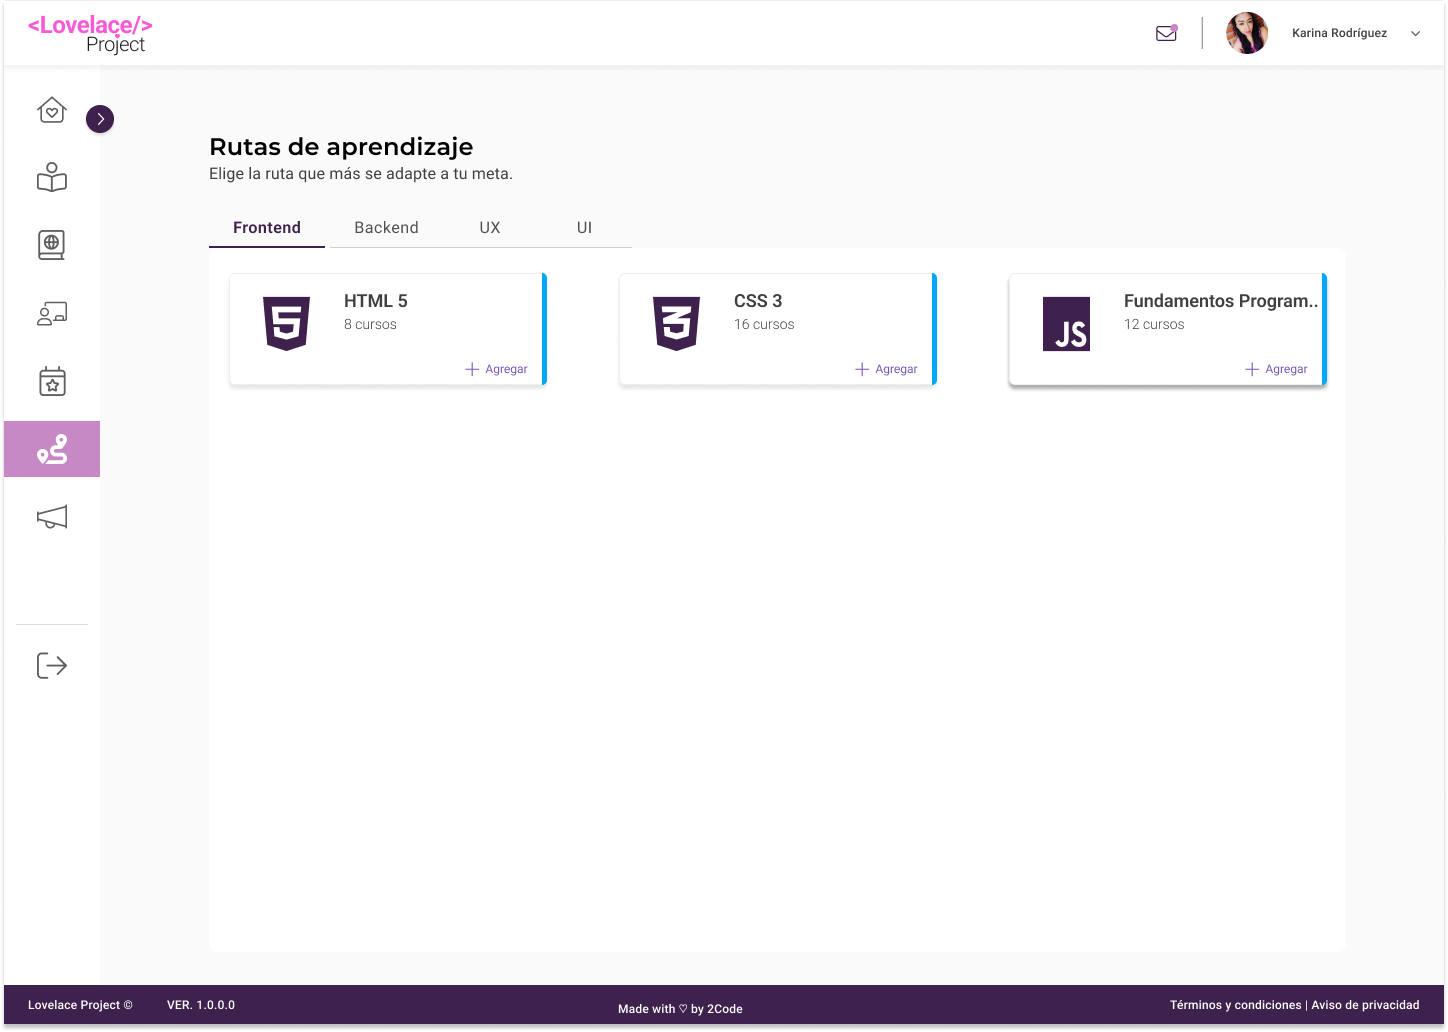 <Lovelace/>
Project
Karina Rodríguez
Rutas de aprendizaje
Elige la ruta que más se adapte a tu meta.
Frontend
Backend
UX
UI
HTML 5
8 cursos
Agregar
CSS 3
16 cursos
Agregar
JS
Fundamentos Program..
12 cursos
Agregar
Lovelace Project ©
VER. 1.0.0.0
Made with ♡ by 2Code
Términos y condiciones | Aviso de privacidad